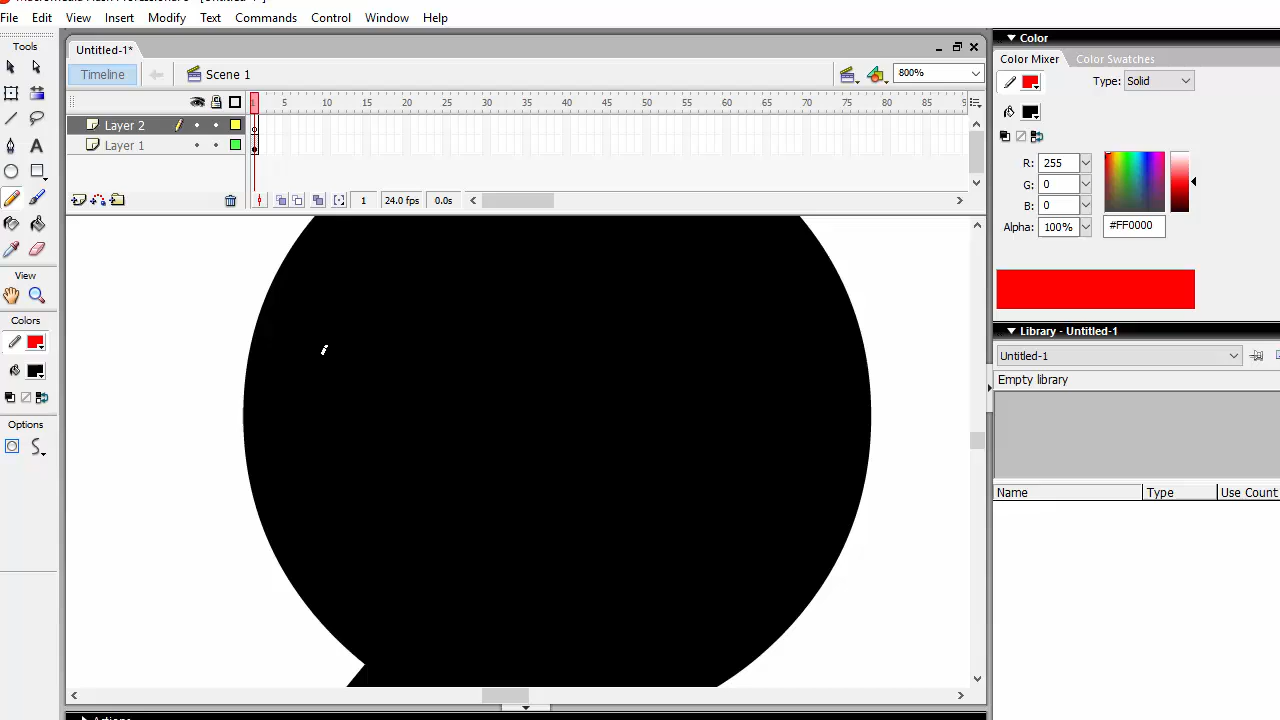 File Edit View Insert Modify Text Commands Control Window Help
Tools
Untitled-1*
Timeline
Scene 1
800%
1 5 10 15 20 25 30 35 40 45 50 55 60 65 70 75 80 85
Layer 2
Layer 1
1 24.0 fps 0.0s
View
Colors
Options
Color
Color Mixer Color Swatches
Type: Solid
R: 255
G: 0
B: 0
Alpha: 100% #FF0000
Library - Untitled-1
Untitled-1
Empty library
Name Type Use Count